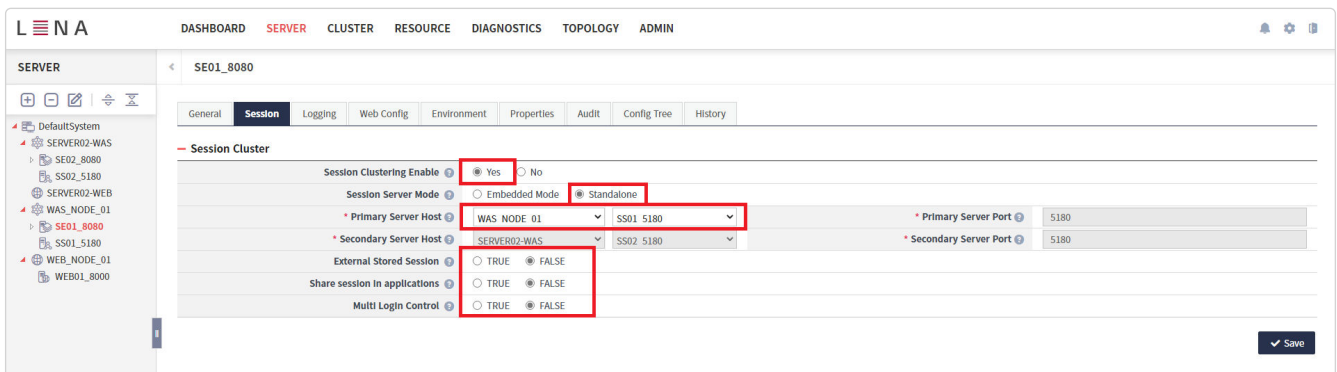 LENA
DASHBOARD SERVER CLUSTER RESOURCE DIAGNOSTICS TOPOLOGY ADMIN
SERVER
SE01_8080
General Session Logging Web Config Environment Properties Audit Config Tree History
DefaultSystem
SERVER02-WAS
SE02_8080
SS02_5180
SERVER02-WEB
WAS_NODE_01
SE01_8080
SS01_5180
WEB_NODE_01
WEB01_8000
Session Cluster
Session Clustering Enable ? Yes No
Session Server Mode ? Embedded Mode Standalone
* Primary Server Host ? WAS_NODE_01 SS01_5180 * Primary Server Port ? 5180
* Secondary Server Host ? SERVER02-WAS SS02_5180 * Secondary Server Port ? 5180
External Stored Session ? TRUE FALSE
Share session in applications ? TRUE FALSE
Multi Login Control ? TRUE FALSE
Save